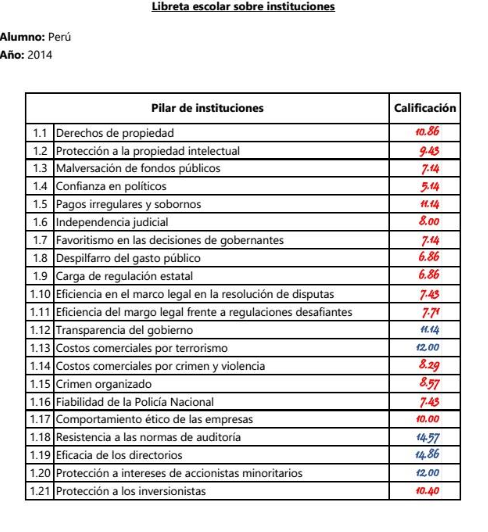 Libreta escolar sobre instituciones
Alumno: Perú
Año: 2014
Pilar de instituciones Calificación
1.1 Derechos de propiedad 10.86
1.2 Protección a la propiedad intelectual 9.43
1.3 Malversación de fondos públicos 7.14
1.4 Confianza en políticos 5.14
1.5 Pagos irregulares y sobornos 11.14
1.6 Independencia judicial 8.00
1.7 Favoritismo en las decisiones de gobernantes 7.14
1.8 Despilfarro del gasto público 6.86
1.9 Carga de regulación estatal 6.86
1.10 Eficiencia en el marco legal en la resolución de disputas 7.43
1.11 Eficiencia del margo legal frente a regulaciones desafiantes 7.71
1.12 Transparencia del gobierno 11.14
1.13 Costos comerciales por terrorismo 12.00
1.14 Costos comerciales por crimen y violencia 8.29
1.15 Crimen organizado 8.57
1.16 Fiabilidad de la Policía Nacional 7.43
1.17 Comportamiento ético de las empresas 10.00
1.18 Resistencia a las normas de auditoría 14.57
1.19 Eficacia de los directorios 14.86
1.20 Protección a intereses de accionistas minoritarios 12.00
1.21 Protección a los inversionistas 10.40